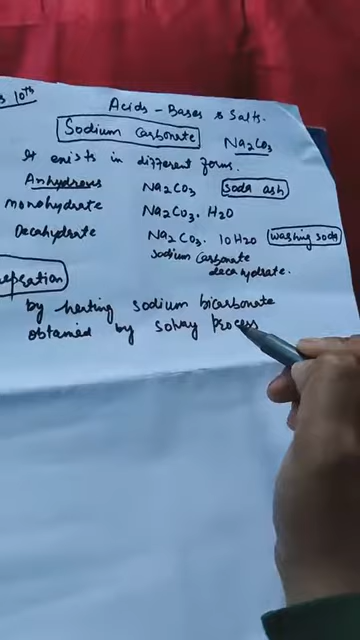 s 10th
Acids - Bases & Salts.
Sodium Carbonate Na2CO3
It exists in different forms.
Anhydrous Na2CO3 Soda ash
monohydrate Na2CO3. H2O
Decahydrate Na2CO3. 10H2O washing soda
Sodium Carbonate
decahydrate.
reperation
by heating sodium bicarbonate
obtained by solvay Process